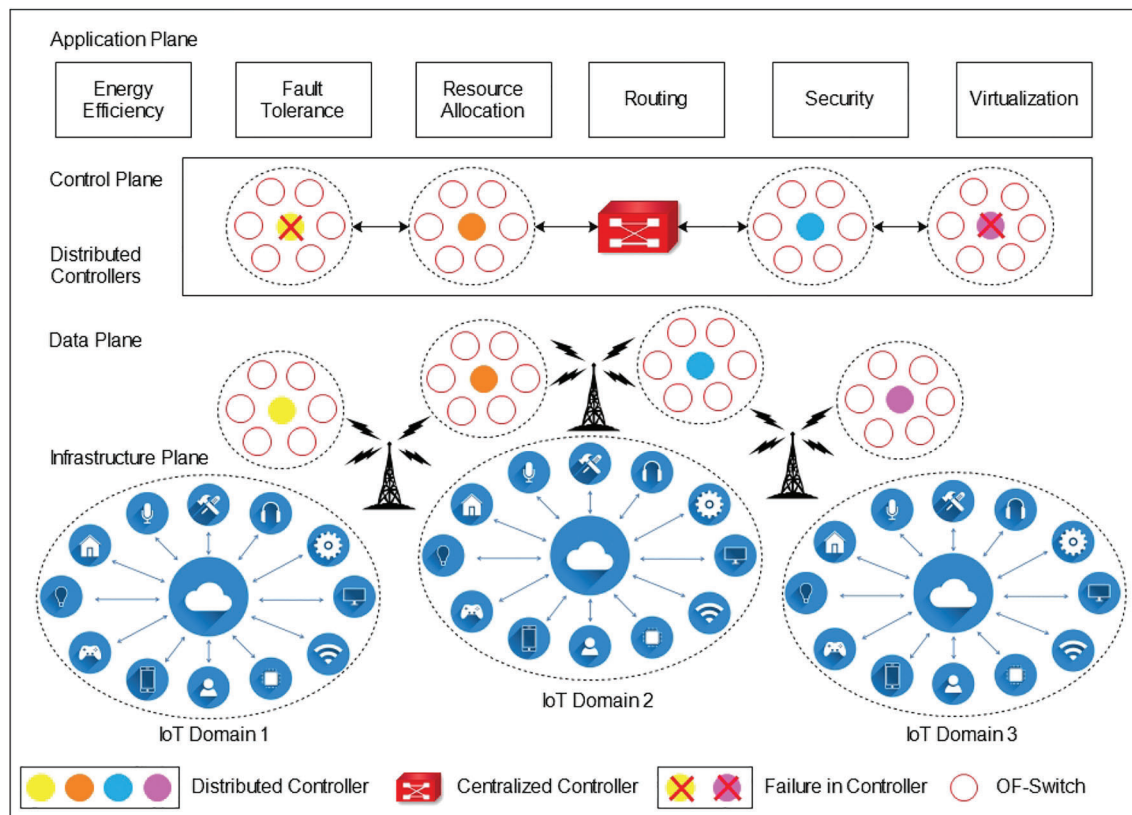 Application Plane
Energy
Efficiency
Fault
Tolerance
Resource
Allocation
Routing
Security
Virtualization
Control Plane
Distributed
Controllers
Data Plane
Infrastructure Plane
IoT Domain 1
IoT Domain 2
IoT Domain 3
Distributed Controller
Centralized Controller
Failure in Controller
OF-Switch